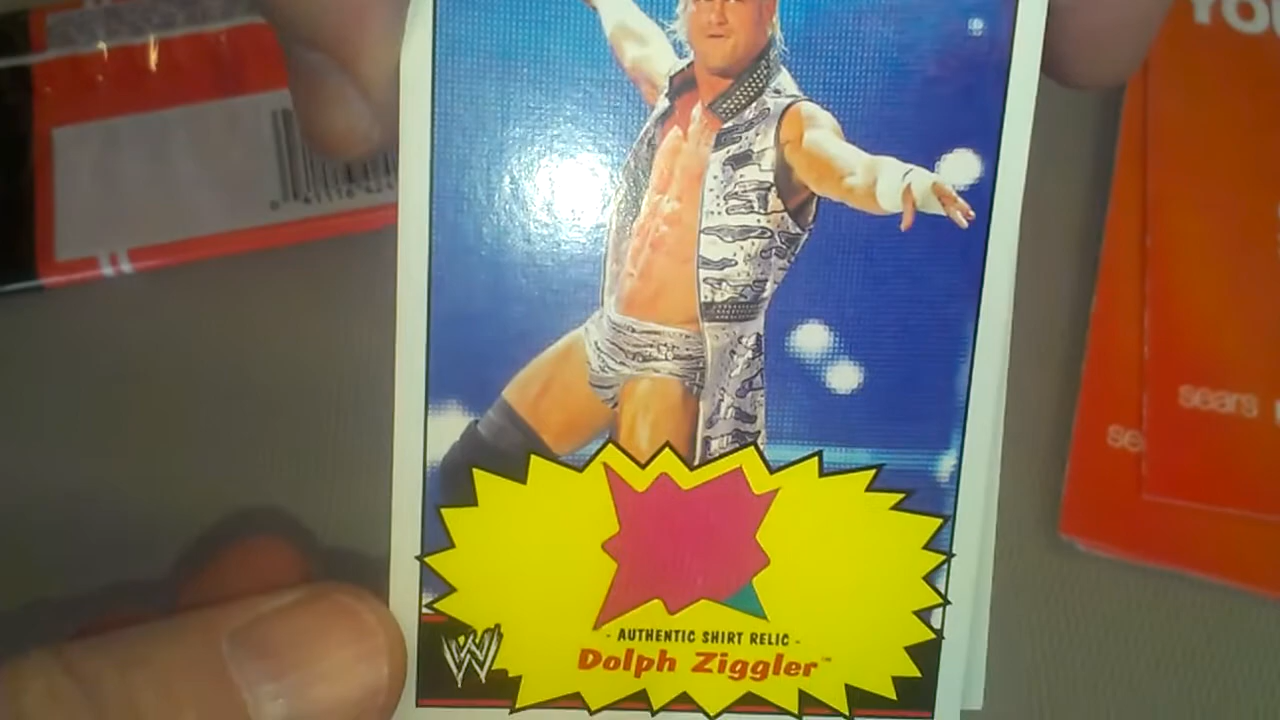 YOU
sears
se
- AUTHENTIC SHIRT RELIC -
Dolph Ziggler™
W